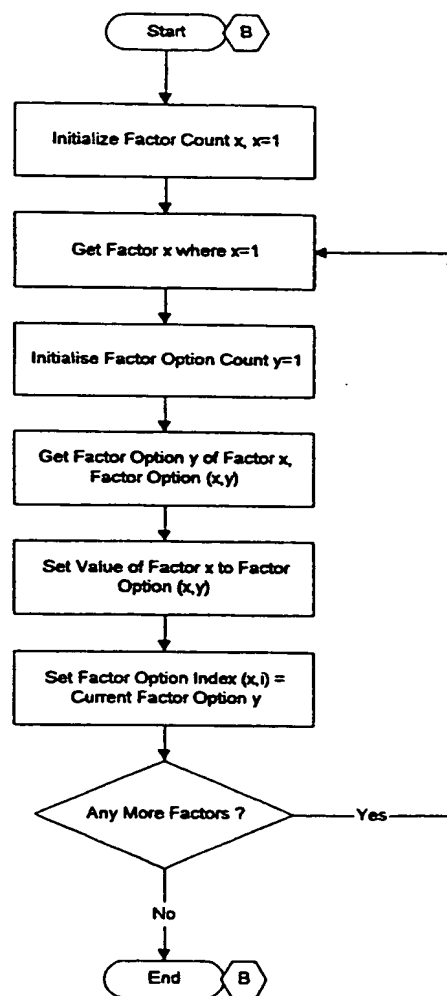 Start B
Initialize Factor Count x, x=1
Get Factor x where x=1
Initialise Factor Option Count y=1
Get Factor Option y of Factor x,
Factor Option (x,y)
Set Value of Factor x to Factor
Option (x,y)
Set Factor Option Index (x,i) =
Current Factor Option y
Any More Factors ?
Yes
No
End B